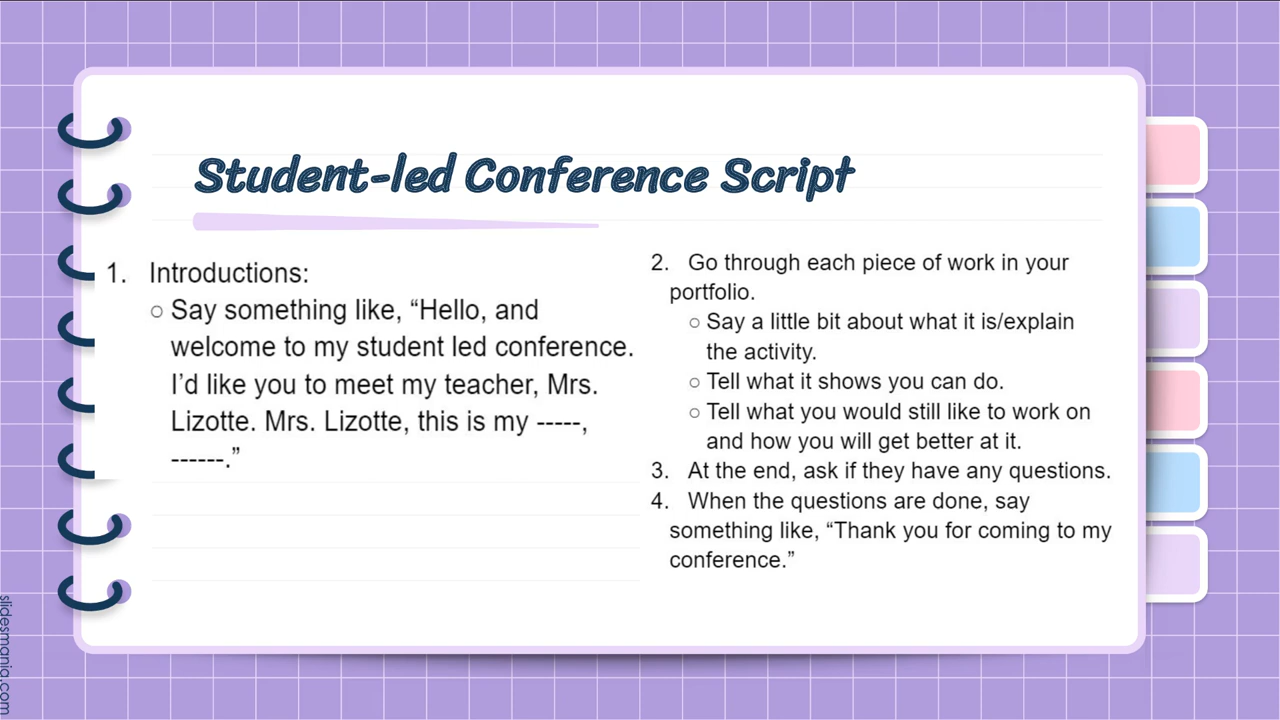 Student-led Conference Script
1. Introductions:
○ Say something like, “Hello, and
welcome to my student led conference.
I’d like you to meet my teacher, Mrs.
Lizotte. Mrs. Lizotte, this is my -----,
------.”
2. Go through each piece of work in your
portfolio.
○ Say a little bit about what it is/explain
the activity.
○ Tell what it shows you can do.
○ Tell what you would still like to work on
and how you will get better at it.
3. At the end, ask if they have any questions.
4. When the questions are done, say
something like, “Thank you for coming to my
conference.”
slidesmania.com